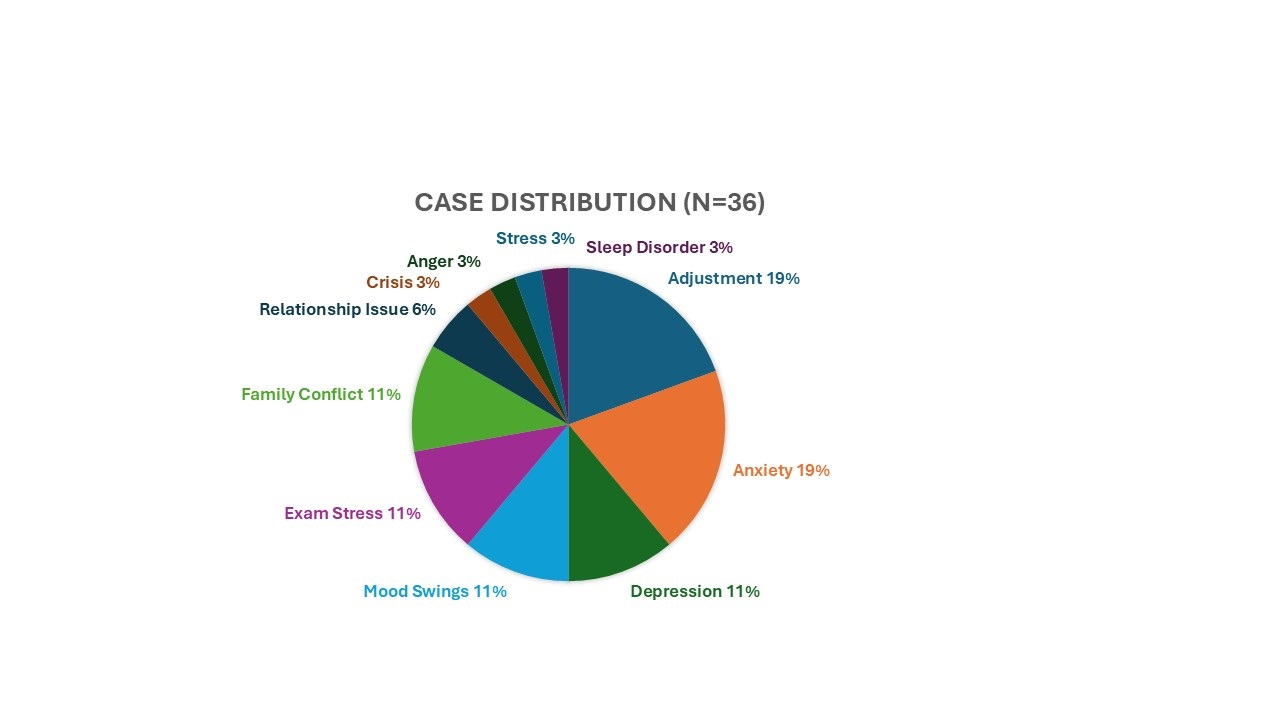 CASE DISTRIBUTION (N=36)
Stress 3%
Sleep Disorder 3%
Anger 3%
Adjustment 19%
Crisis 3%
Relationship Issue 6%
Family Conflict 11%
Anxiety 19%
Exam Stress 11%
Mood Swings 11%
Depression 11%